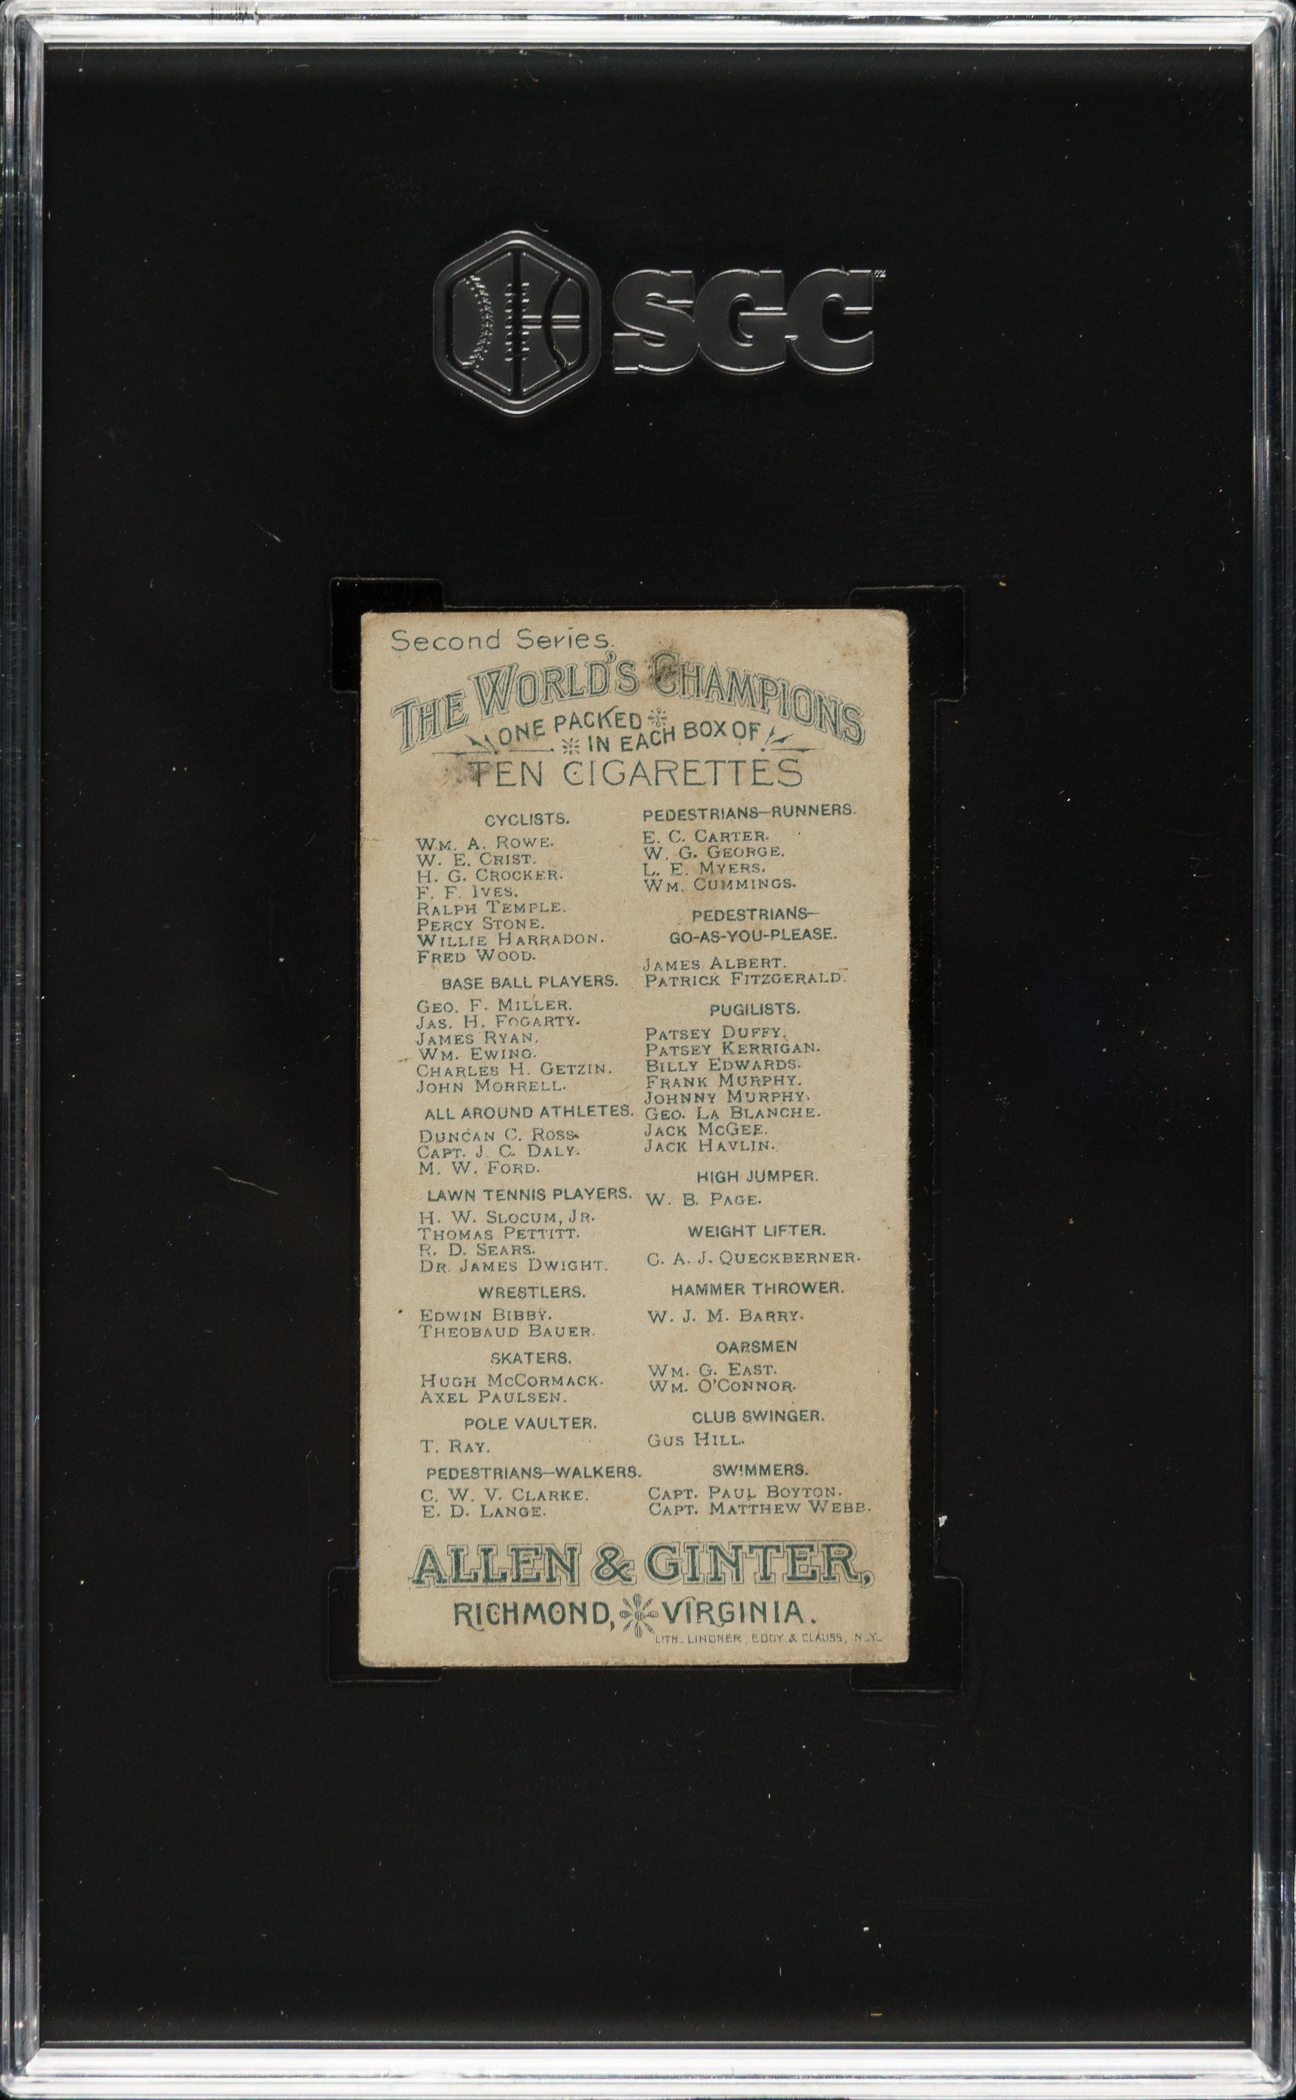 SGC
Second Series.
THE WORLD'S CHAMPIONS
ONE PACKED
IN EACH BOX OF
TEN CIGARETTES
CYCLISTS.
WM. A. ROWE.
W. E. CRIST.
H. G. CROCKER.
F. F. IVES.
RALPH TEMPLE.
PERCY STONE.
WILLIE HARRADON.
FRED WOOD.
BASE BALL PLAYERS.
GEO. F. MILLER.
JAS. H. FOGARTY.
JAMES RYAN.
WM. EWING.
CHARLES H. GETZIN.
JOHN MORRELL.
ALL AROUND ATHLETES.
DUNCAN C. ROSS.
CAPT. J. C. DALY.
M. W. FORD.
LAWN TENNIS PLAYERS.
H. W. SLOCUM, JR.
THOMAS PETTITT.
R. D. SEARS.
DR. JAMES DWIGHT.
WRESTLERS.
EDWIN BIBBY.
THEOBAUD BAUER.
SKATERS.
HUGH MCCORMACK.
AXEL PAULSEN.
POLE VAULTER.
T. RAY.
PEDESTRIANS—WALKERS.
C. W. V. CLARKE.
E. D. LANGE.
PEDESTRIANS—RUNNERS.
E. C. CARTER.
W. G. GEORGE.
L. E. MYERS.
WM. CUMMINGS.
PEDESTRIANS—
GO-AS-YOU-PLEASE.
JAMES ALBERT.
PATRICK FITZGERALD.
PUGILISTS.
PATSEY DUFFY.
PATSEY KERRIGAN.
BILLY EDWARDS.
FRANK MURPHY.
JOHNNY MURPHY.
GEO. LA BLANCHE.
JACK MCGEE.
JACK HAVLIN.
HIGH JUMPER.
W. B. PAGE.
WEIGHT LIFTER.
C. A. J. QUECKBERNER.
HAMMER THROWER.
W. J. M. BARRY.
OARSMEN
WM. G. EAST.
WM. O'CONNOR.
CLUB SWINGER.
GUS HILL.
SWIMMERS.
CAPT. PAUL BOYTON.
CAPT. MATTHEW WEBB.
ALLEN & GINTER,
RICHMOND, VIRGINIA.
LITH. LINDNER, EDDY & CLAUSS, N.Y.